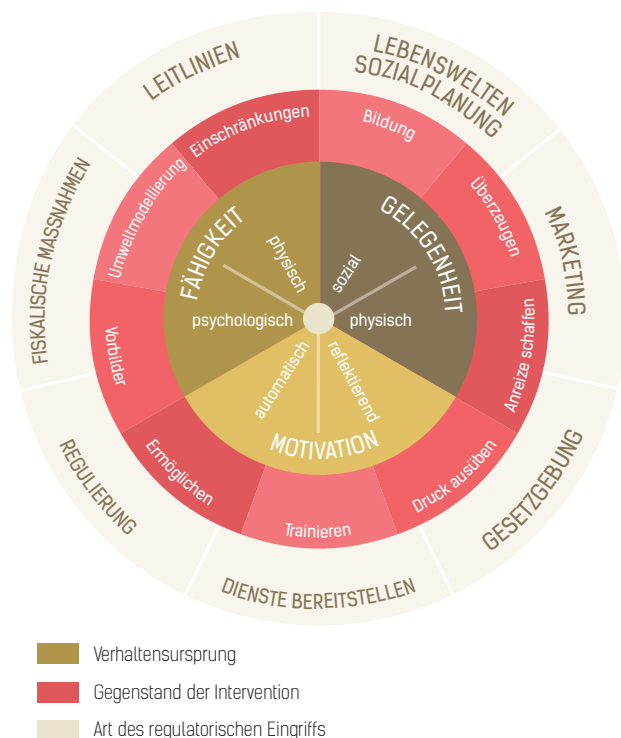 LEITLINIEN
LEBENSWELTEN
SOZIALPLANUNG
MARKETING
GESETZGEBUNG
DIENSTE BEREITSTELLEN
REGULIERUNG
FISKALISCHE MASSNAHMEN
Einschränkungen
Bildung
Überzeugen
Anreize schaffen
Druck ausüben
Trainieren
Ermöglichen
Vorbilder
Umweltmodellierung
FÄHIGKEIT
physisch
psychologisch
GELEGENHEIT
sozial
physisch
MOTIVATION
automatisch
reflektierend
Verhaltensursprung
Gegenstand der Intervention
Art des regulatorischen Eingriffs